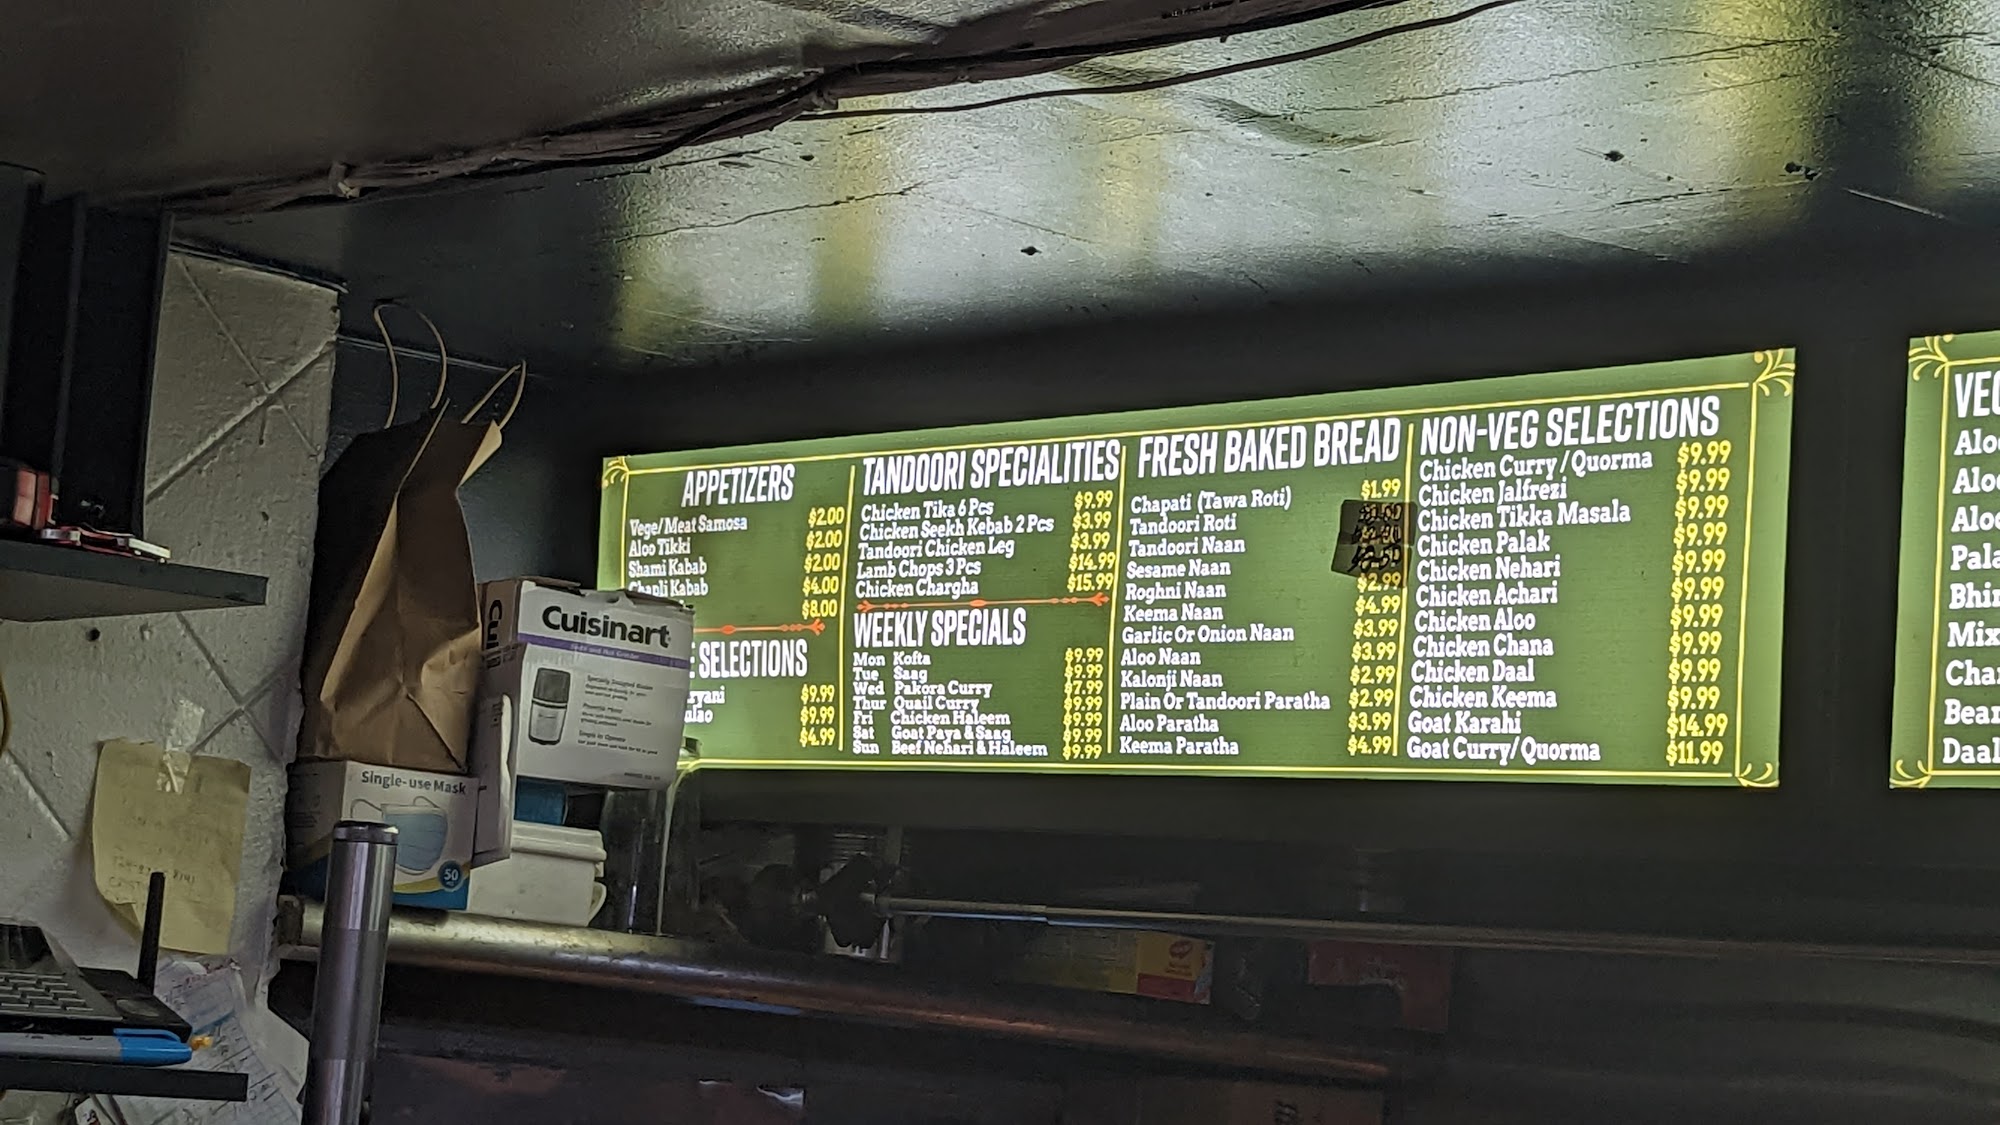 APPETIZERS
Vege/Meat Samosa $2.00
Aloo Tikki $2.00
Shami Kabab $2.00
Chapli Kabab $4.00
$8.00
SELECTIONS
$9.99
$9.99
$4.99
TANDOORI SPECIALITIES
Chicken Tika 6 Pcs $9.99
Chicken Seekh Kebab 2 Pcs $3.99
Tandoori Chicken Leg $3.99
Lamb Chops 3 Pcs $14.99
Chicken Chargha $15.99
WEEKLY SPECIALS
Mon Kofta $9.99
Tue Saag $9.99
Wed Pakora Curry $7.99
Thur Quail Curry $9.99
Fri Chicken Haleem $9.99
Sat Goat Paya & Saag $9.99
Sun Beef Nehari & Haleem $9.99
FRESH BAKED BREAD
Chapati (Tawa Roti) $1.99
Tandoori Roti
Tandoori Naan
Sesame Naan
Roghni Naan $2.99
Keema Naan $4.99
Garlic Or Onion Naan $3.99
Aloo Naan $3.99
Kalonji Naan $2.99
Plain Or Tandoori Paratha $2.99
Aloo Paratha $3.99
Keema Paratha $4.99
NON-VEG SELECTIONS
Chicken Curry / Quorma $9.99
Chicken Jalfrezi $9.99
Chicken Tikka Masala $9.99
Chicken Palak $9.99
Chicken Nehari $9.99
Chicken Achari $9.99
Chicken Aloo $9.99
Chicken Chana $9.99
Chicken Daal $9.99
Chicken Keema $9.99
Goat Karahi $14.99
Goat Curry/Quorma $11.99
Cuisinart
Single-use Mask
50